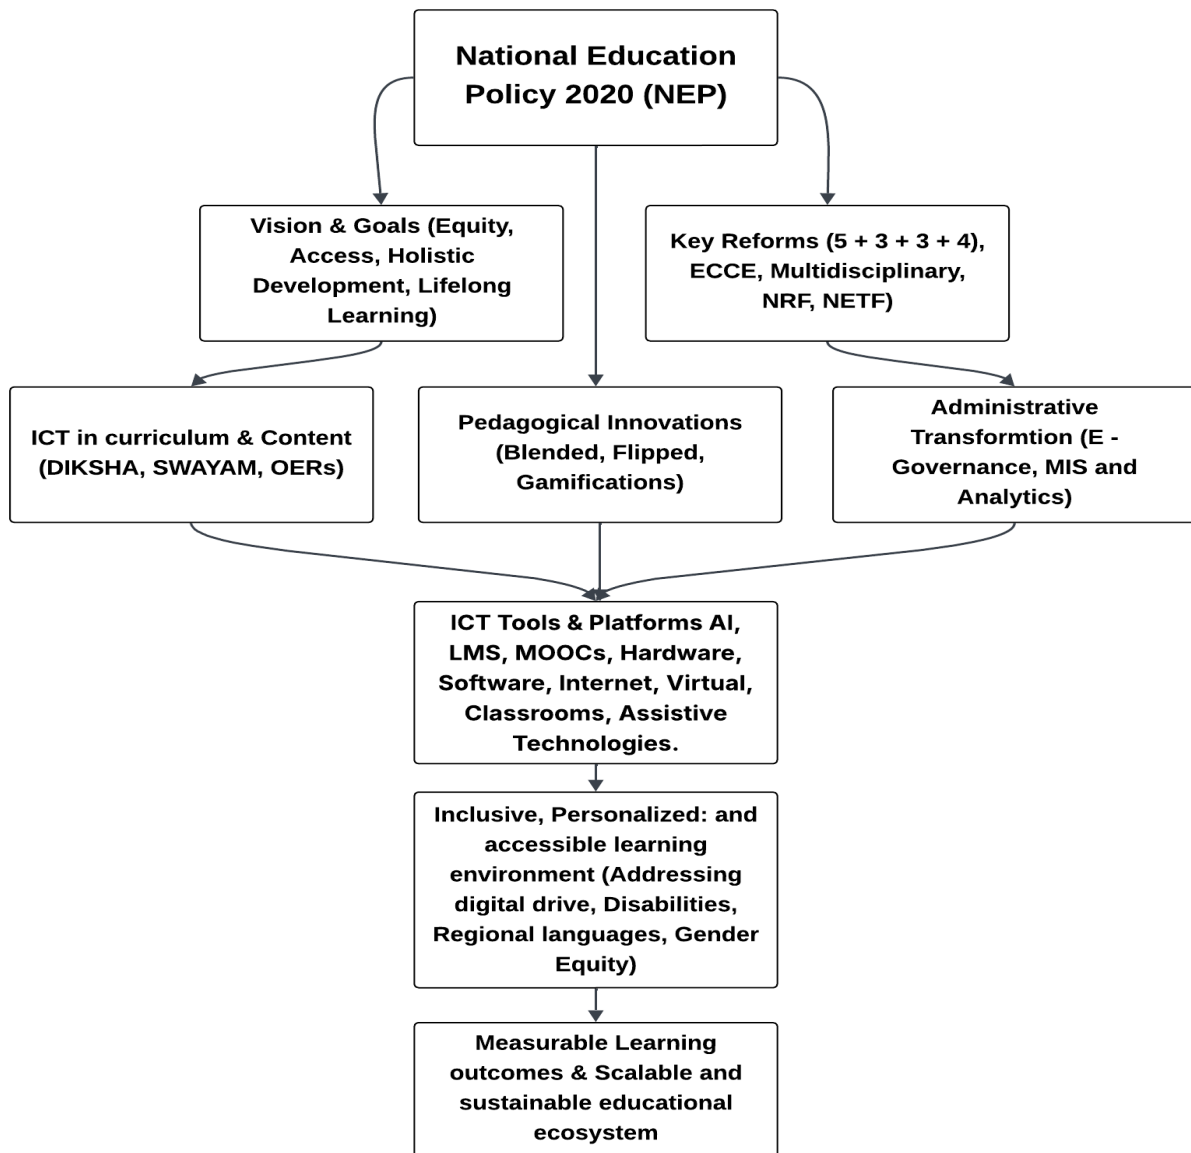 National Education
Policy 2020 (NEP)
Vision & Goals (Equity,
Access, Holistic
Development, Lifelong
Learning)
Key Reforms (5 + 3 + 3 + 4),
ECCE, Multidisciplinary,
NRF, NETF)
ICT in curriculum & Content
(DIKSHA, SWAYAM, OERs)
Pedagogical Innovations
(Blended, Flipped,
Gamifications)
Administrative
Transformtion (E -
Governance, MIS and
Analytics)
ICT Tools & Platforms AI,
LMS, MOOCs, Hardware,
Software, Internet, Virtual,
Classrooms, Assistive
Technologies.
Inclusive, Personalized: and
accessible learning
environment (Addressing
digital drive, Disabilities,
Regional languages, Gender
Equity)
Measurable Learning
outcomes & Scalable and
sustainable educational
ecosystem